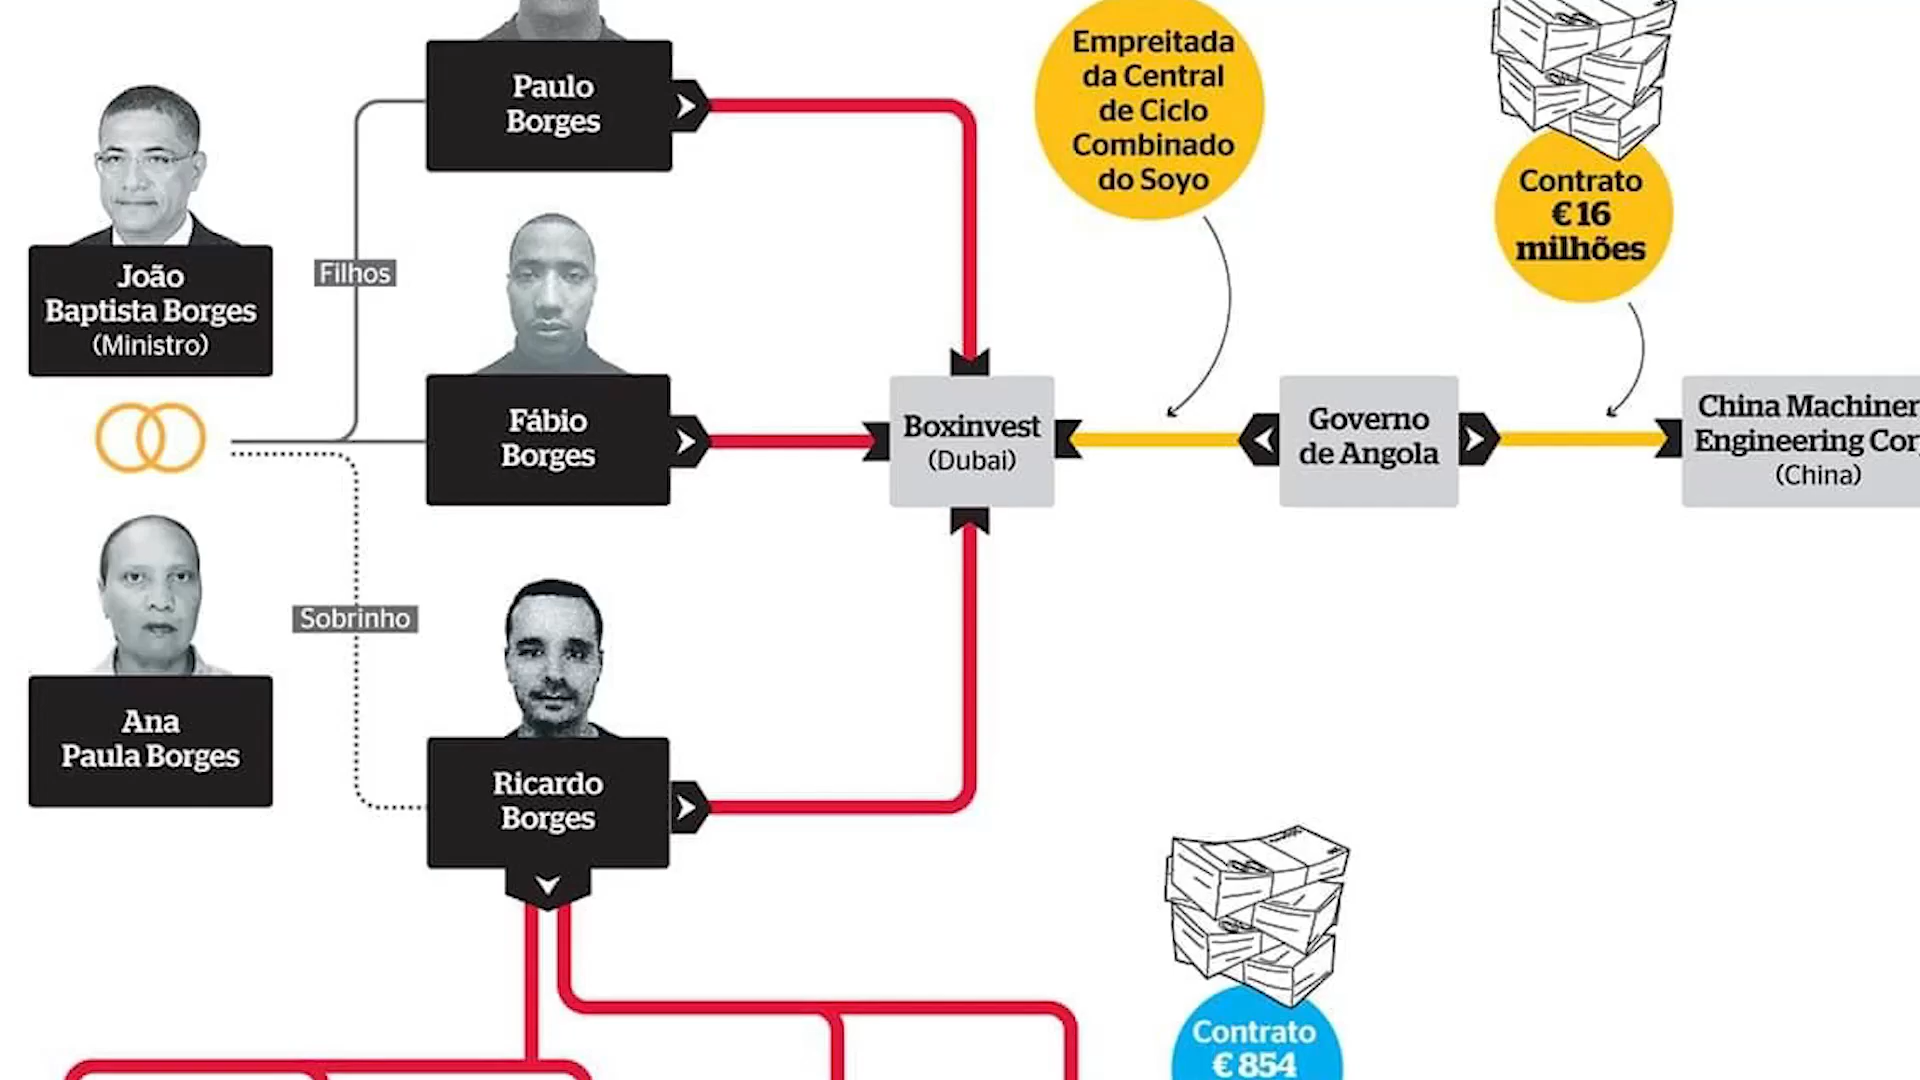 Paulo
Borges
Empreitada
da Central
de Ciclo
Combinado
do Soyo
Contrato
€ 16
milhões
João
Baptista Borges
(Ministro)
Filhos
Fábio
Borges
Boxinvest
(Dubai)
Governo
de Angola
China Machiner
Engineering Corp
(China)
Sobrinho
Ana
Paula Borges
Ricardo
Borges
Contrato
€ 854